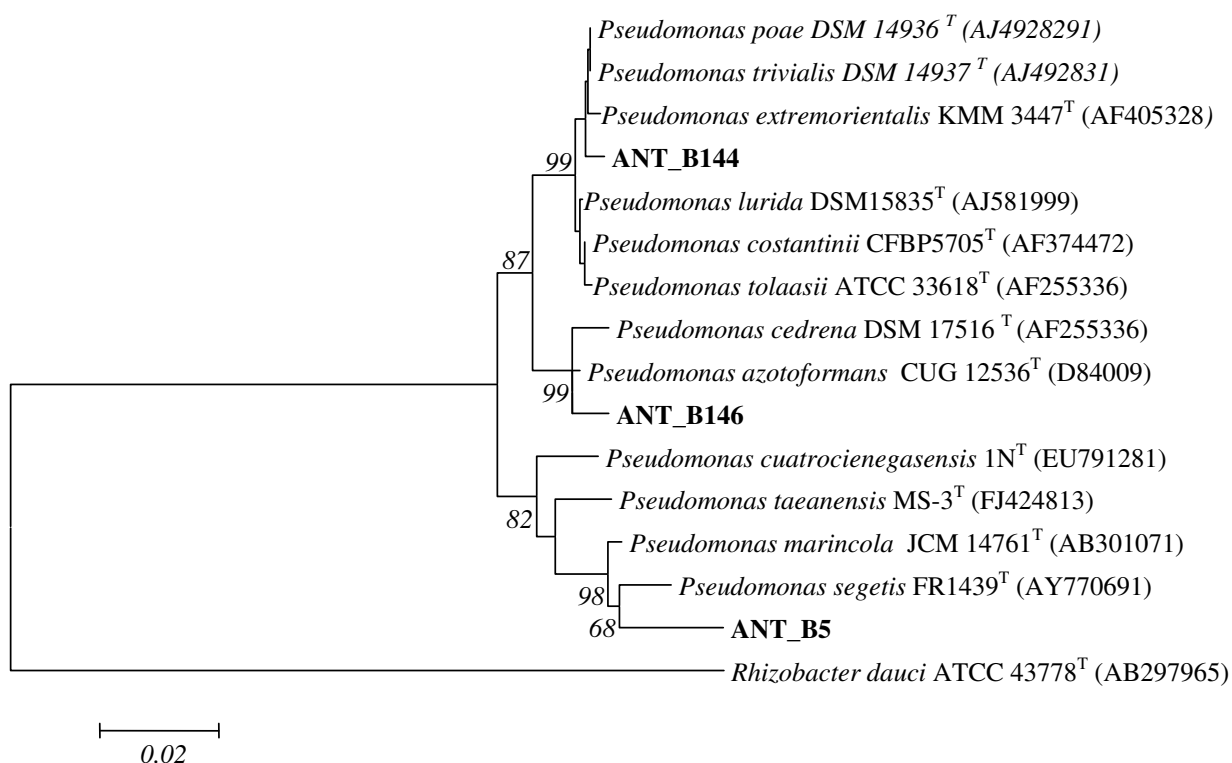 Pseudomonas poae DSM 14936 T (AJ4928291)
Pseudomonas trivialis DSM 14937 T (AJ492831)
Pseudomonas extremorientalis KMM 3447T (AF405328)
99
ANT_B144
Pseudomonas lurida DSM15835T (AJ581999)
Pseudomonas costantinii CFBP5705T (AF374472)
87
Pseudomonas tolaasii ATCC 33618T (AF255336)
Pseudomonas cedrena DSM 17516 T (AF255336)
Pseudomonas azotoformans CUG 12536T (D84009)
99
ANT_B146
Pseudomonas cuatrocienegasensis 1NT (EU791281)
Pseudomonas taeanensis MS-3T (FJ424813)
82
Pseudomonas marincola JCM 14761T (AB301071)
Pseudomonas segetis FR1439T (AY770691)
98
68
ANT_B5
Rhizobacter dauci ATCC 43778T (AB297965)
0.02